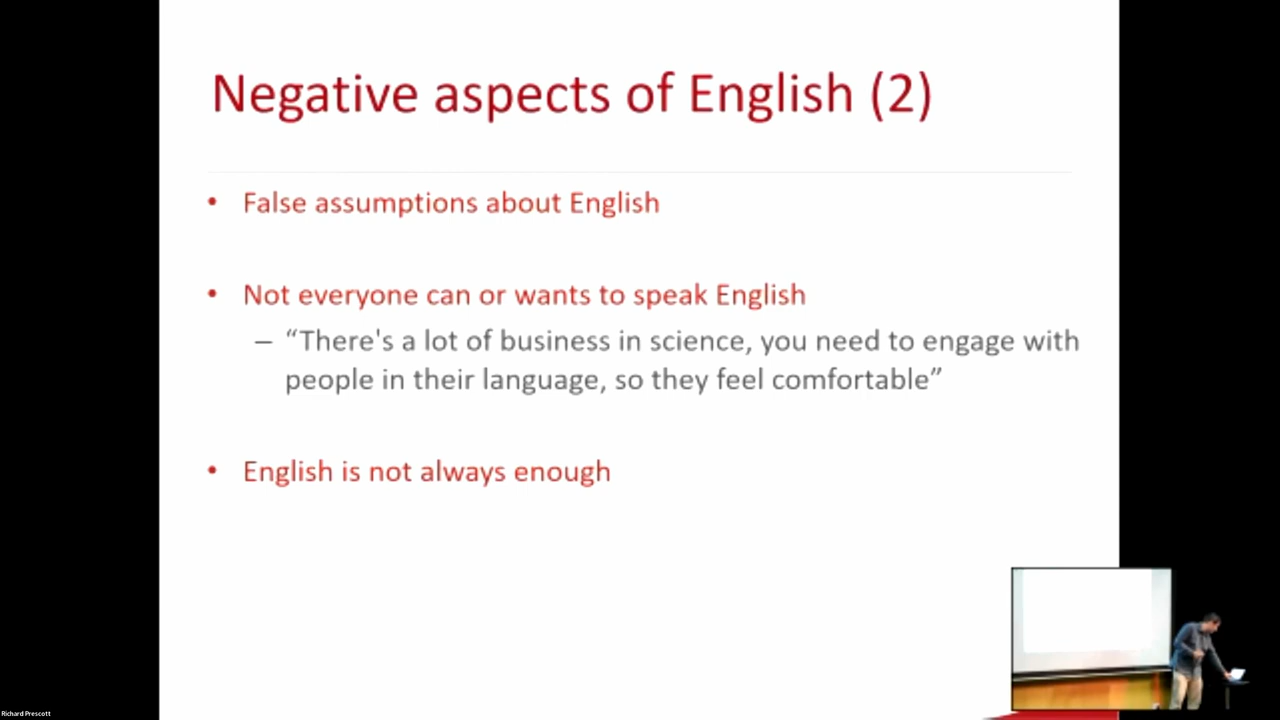 Negative aspects of English (2)
• False assumptions about English
• Not everyone can or wants to speak English
– “There's a lot of business in science, you need to engage with
people in their language, so they feel comfortable”
• English is not always enough
Richard Prescott